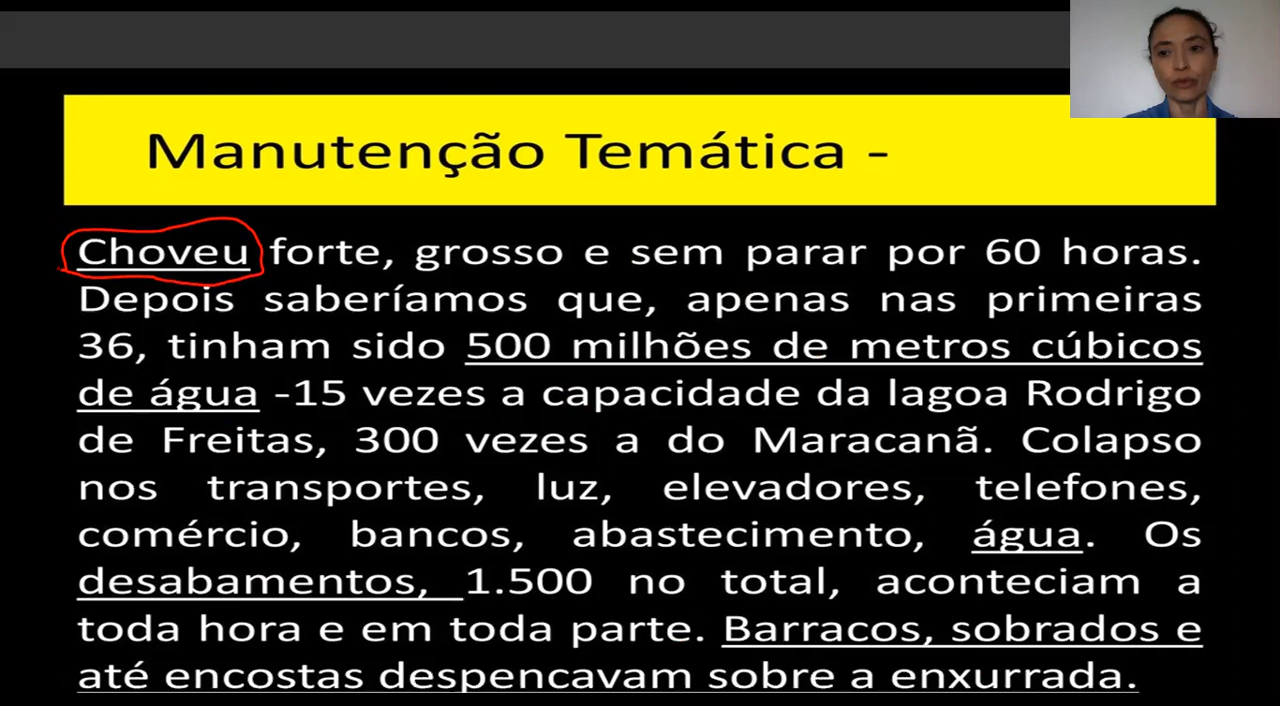 Manutenção Temática -
Choveu forte, grosso e sem parar por 60 horas.
Depois saberíamos que, apenas nas primeiras
36, tinham sido 500 milhões de metros cúbicos
de água -15 vezes a capacidade da lagoa Rodrigo
de Freitas, 300 vezes a do Maracanã. Colapso
nos transportes, luz, elevadores, telefones,
comércio, bancos, abastecimento, água. Os
desabamentos, 1.500 no total, aconteciam a
toda hora e em toda parte. Barracos, sobrados e
até encostas despencavam sobre a enxurrada.